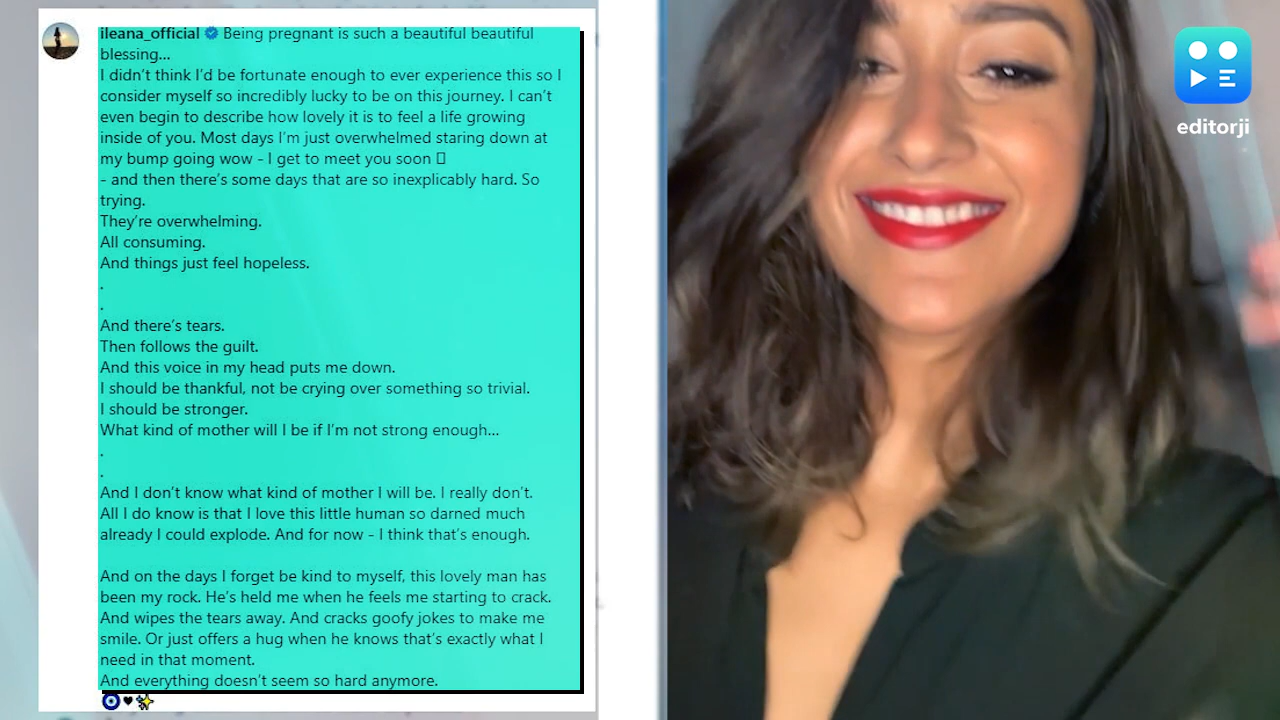 ileana_official Being pregnant is such a beautiful beautiful
blessing...
I didn't think I'd be fortunate enough to ever experience this so I
consider myself so incredibly lucky to be on this journey. I can't
even begin to describe how lovely it is to feel a life growing
inside of you. Most days I'm just overwhelmed staring down at
my bump going wow - I get to meet you soon
- and then there's some days that are so inexplicably hard. So
trying.
They're overwhelming.
All consuming.
And things just feel hopeless.
.
.
And there's tears.
Then follows the guilt.
And this voice in my head puts me down.
I should be thankful, not be crying over something so trivial.
I should be stronger.
What kind of mother will I be if I'm not strong enough...
.
.
And I don't know what kind of mother I will be. I really don't.
All I do know is that I love this little human so darned much
already I could explode. And for now - I think that's enough.
And on the days I forget be kind to myself, this lovely man has
been my rock. He's held me when he feels me starting to crack.
And wipes the tears away. And cracks goofy jokes to make me
smile. Or just offers a hug when he knows that's exactly what I
need in that moment.
And everything doesn't seem so hard anymore.
editorji